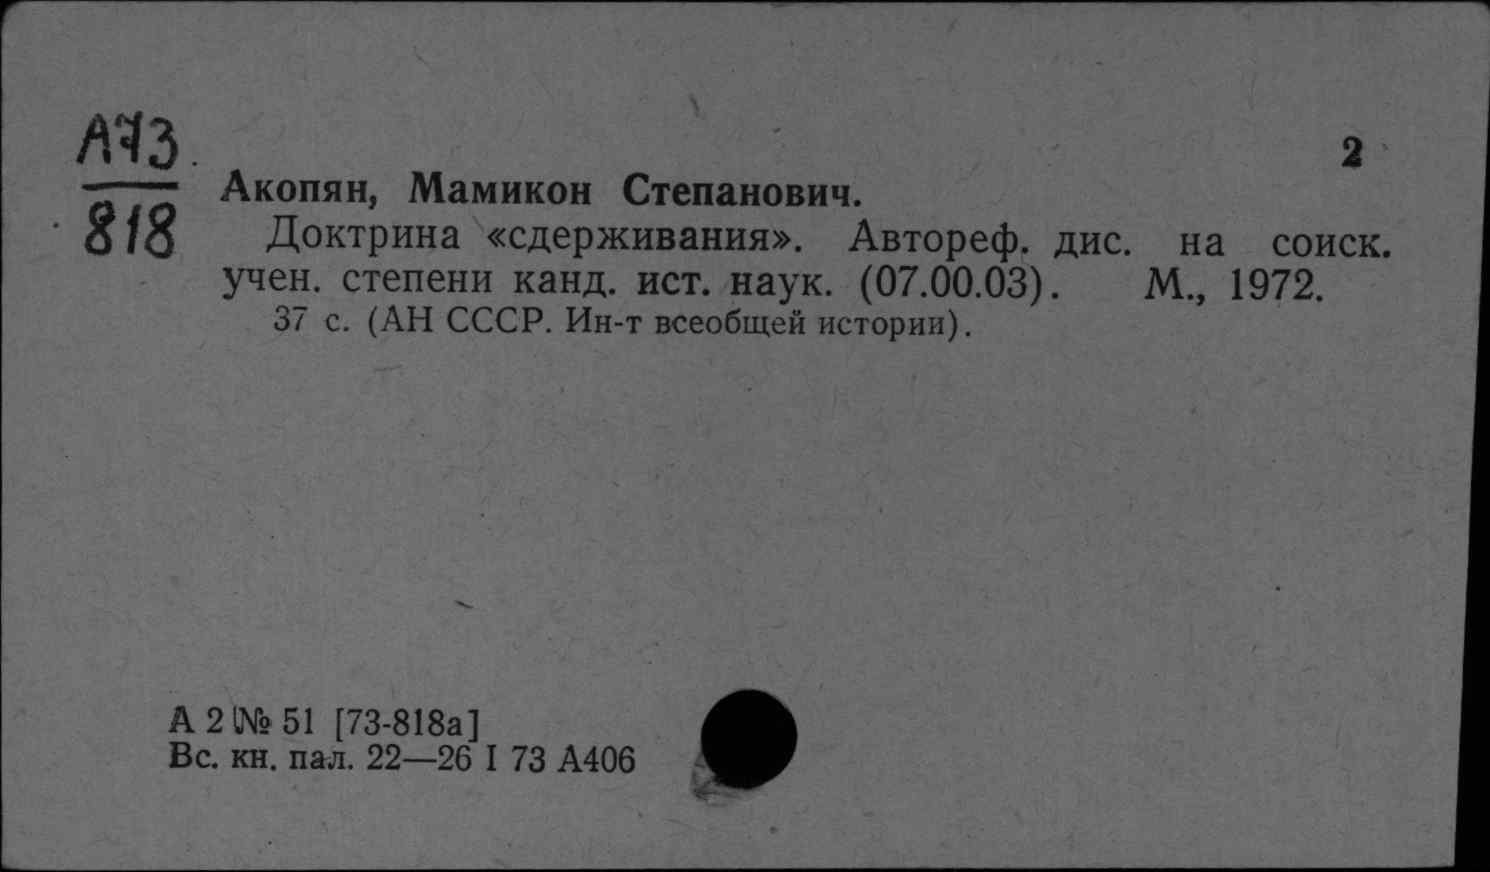 А73
818
2
Акопян, Мамикон Степанович.
Доктрина «сдерживания». Автореф. дис. на соиск.
учен. степени канд. ист. наук. (07.00.03). М., 1972.
37 с. (АН СССР. Ин-т всеобщей истории).
А 2 № 51 [73-818а]
Вс. кн. пал. 22—26 I 73 А406